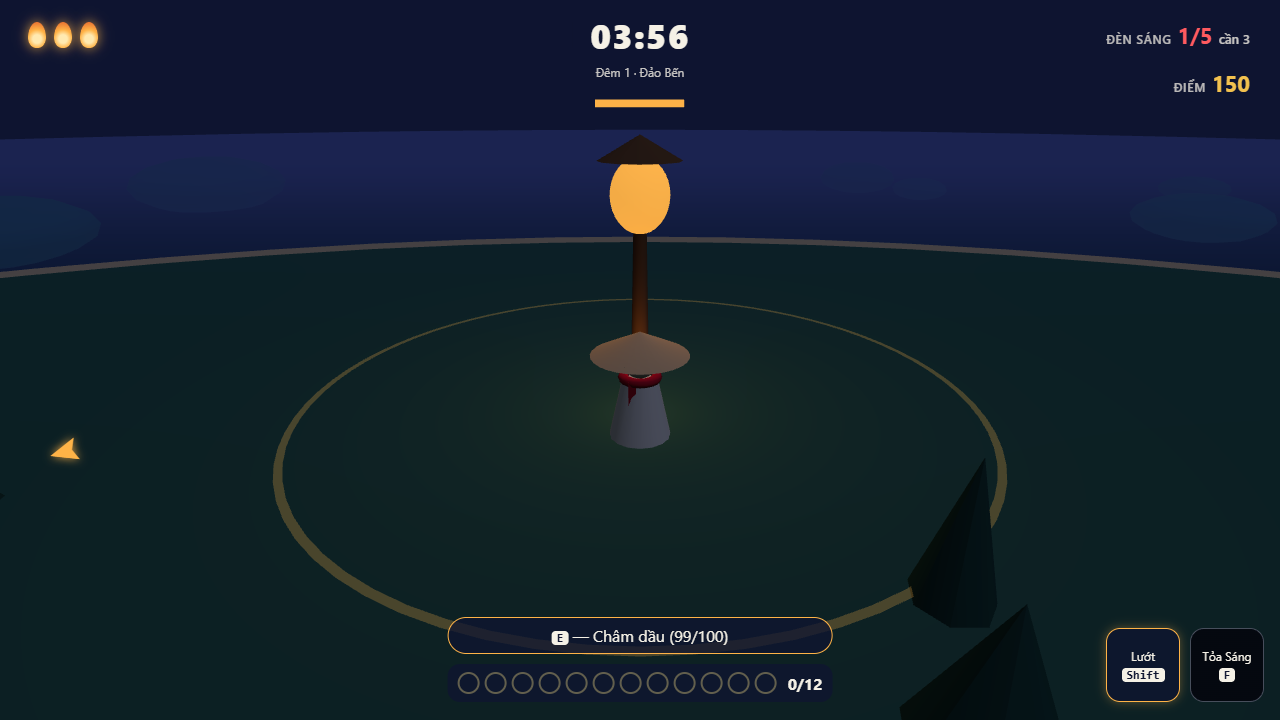 03:56
Đêm 1 · Đảo Bến
ĐÈN SÁNG 1/5 cần 3
ĐIỂM 150
E — Châm dầu (99/100)
0/12
Lướt
Shift
Tỏa Sáng
F